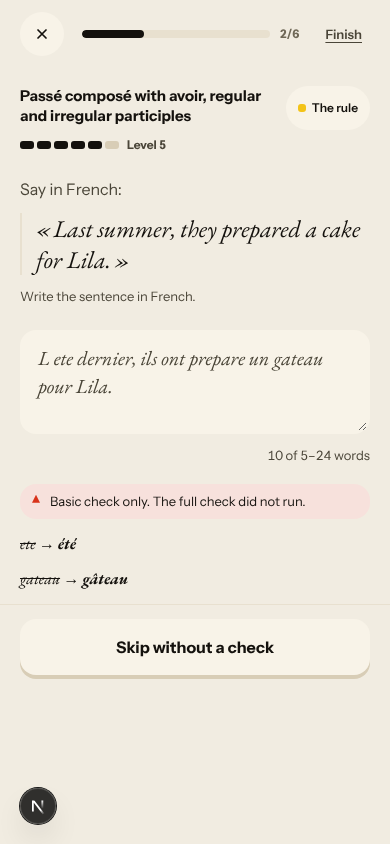 2/6
Finish
Passé composé with avoir, regular
and irregular participles
The rule
Level 5
Say in French:
« Last summer, they prepared a cake
for Lila. »
Write the sentence in French.
L ete dernier, ils ont prepare un gateau
pour Lila.
10 of 5–24 words
Basic check only. The full check did not run.
ete → été
gateau → gâteau
Skip without a check
N